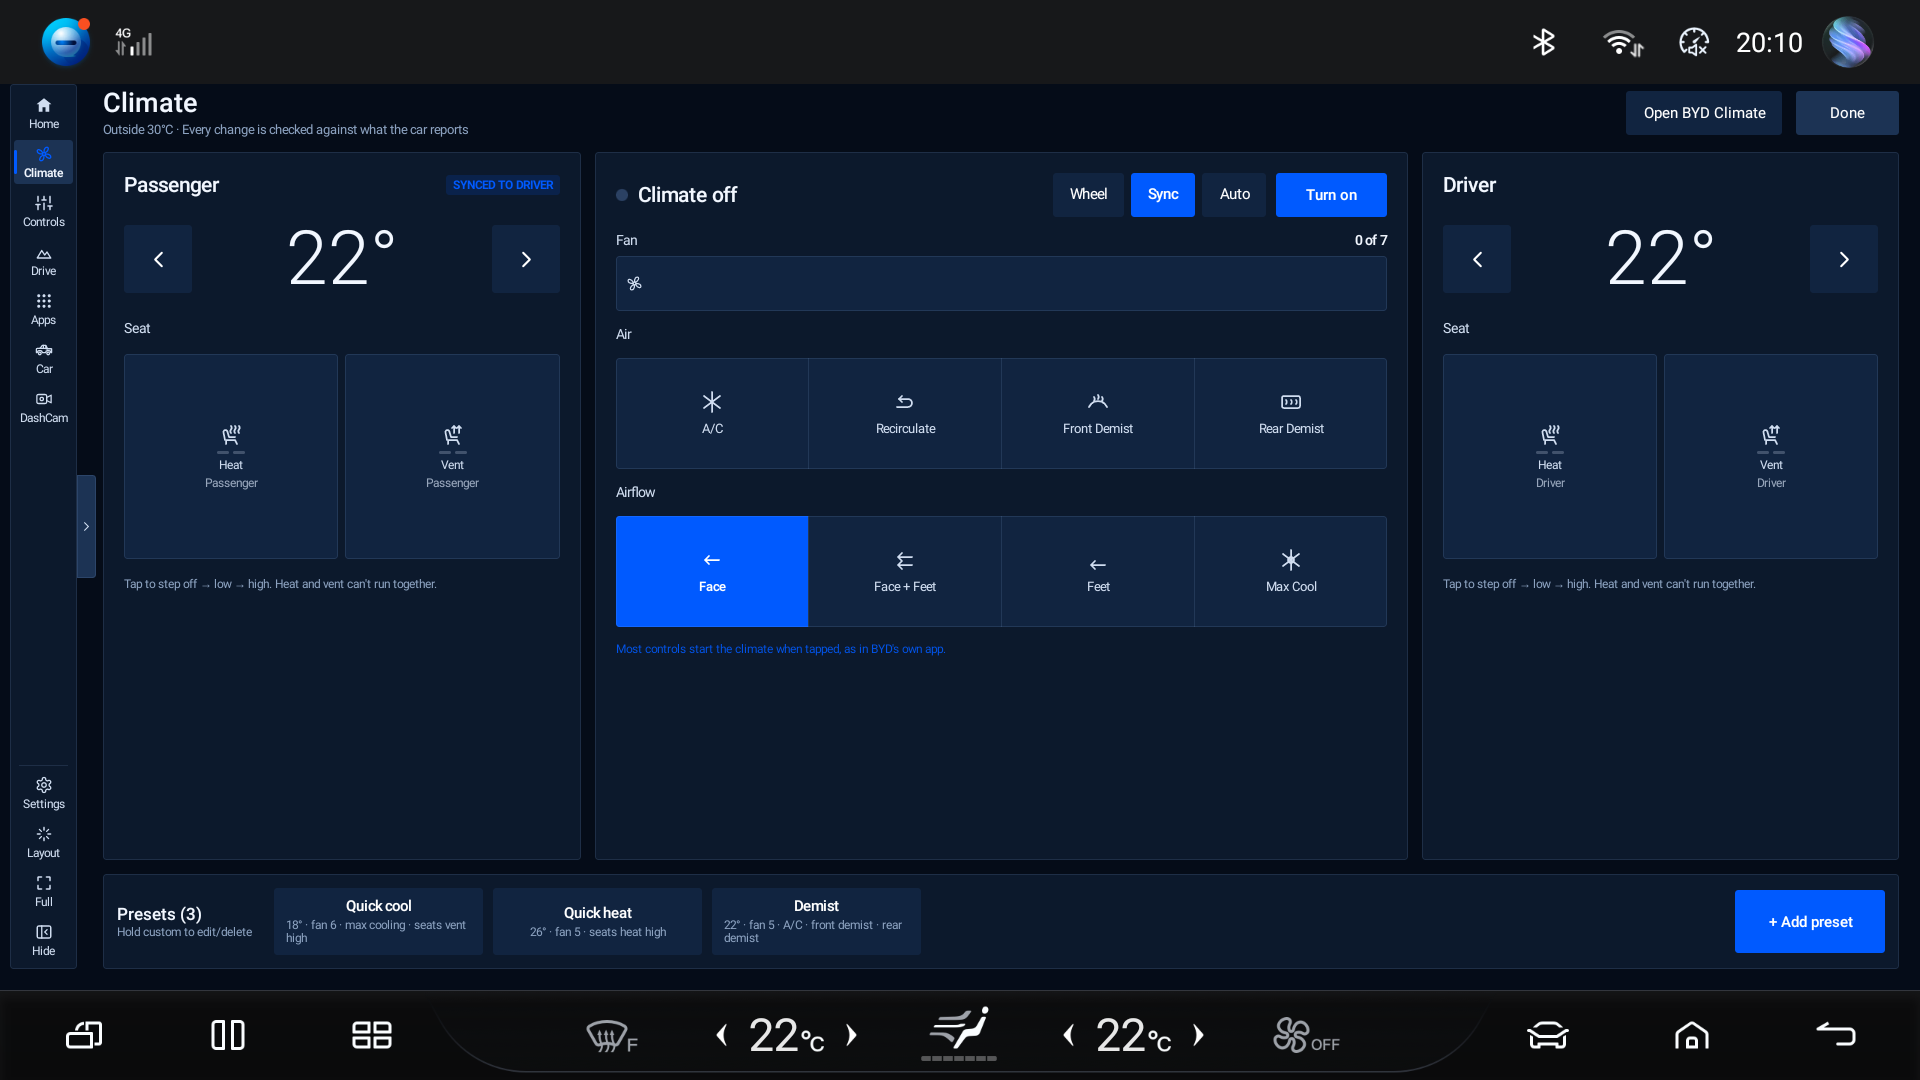 4G
20:10
Home
Climate
Controls
Drive
Apps
Car
DashCam
Settings
Layout
Full
Hide
Climate
Outside 30°C · Every change is checked against what the car reports
Open BYD Climate
Done
Passenger
SYNCED TO DRIVER
22°
Seat
Heat
Passenger
Vent
Passenger
Tap to step off → low → high. Heat and vent can't run together.
Climate off
Wheel
Sync
Auto
Turn on
Fan
0 of 7
Air
A/C
Recirculate
Front Demist
Rear Demist
Airflow
Face
Face + Feet
Feet
Max Cool
Most controls start the climate when tapped, as in BYD's own app.
Driver
22°
Seat
Heat
Driver
Vent
Driver
Tap to step off → low → high. Heat and vent can't run together.
Presets (3)
Hold custom to edit/delete
Quick cool
18° · fan 6 · max cooling · seats vent
high
Quick heat
26° · fan 5 · seats heat high
Demist
22° · fan 5 · A/C · front demist · rear
demist
+ Add preset
F
22°C
22°C
OFF